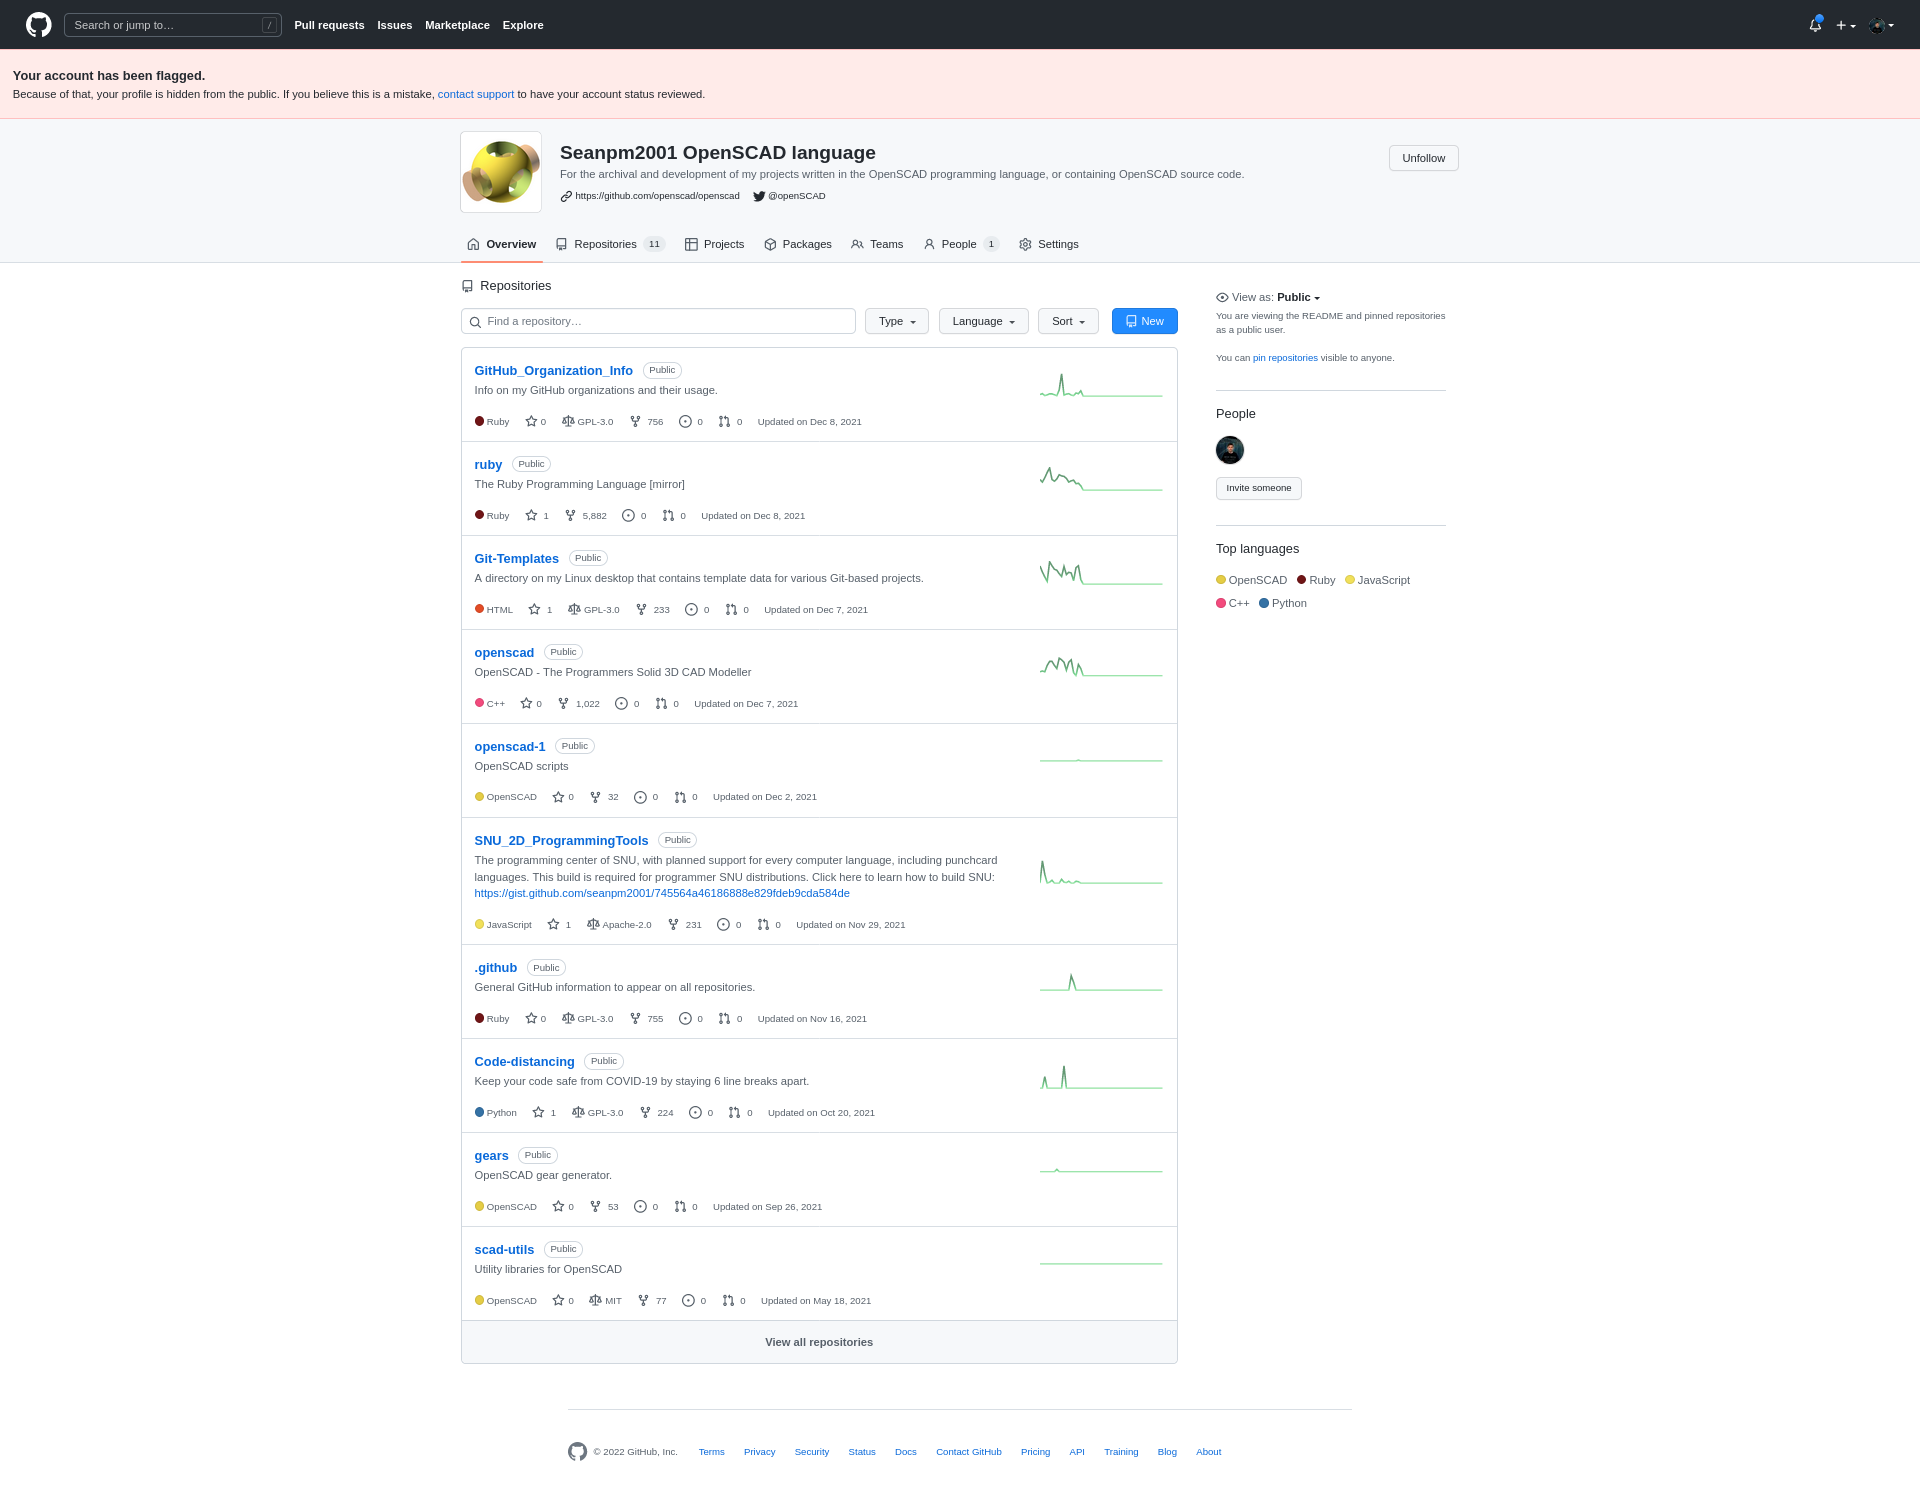 Search or jump to… /
Pull requests Issues Marketplace Explore
Your account has been flagged.
Because of that, your profile is hidden from the public. If you believe this is a mistake, contact support to have your account status reviewed.
Seanpm2001 OpenSCAD language
Unfollow
For the archival and development of my projects written in the OpenSCAD programming language, or containing OpenSCAD source code.
https://github.com/openscad/openscad @openSCAD
Overview Repositories 11 Projects Packages Teams People 1 Settings
Repositories
Find a repository… Type Language Sort New
GitHub_Organization_Info Public
Info on my GitHub organizations and their usage.
Ruby 0 GPL-3.0 756 0 0 Updated on Dec 8, 2021
ruby Public
The Ruby Programming Language [mirror]
Ruby 1 5,882 0 0 Updated on Dec 8, 2021
Git-Templates Public
A directory on my Linux desktop that contains template data for various Git-based projects.
HTML 1 GPL-3.0 233 0 0 Updated on Dec 7, 2021
openscad Public
OpenSCAD - The Programmers Solid 3D CAD Modeller
C++ 0 1,022 0 0 Updated on Dec 7, 2021
openscad-1 Public
OpenSCAD scripts
OpenSCAD 0 32 0 0 Updated on Dec 2, 2021
SNU_2D_ProgrammingTools Public
The programming center of SNU, with planned support for every computer language, including punchcard
languages. This build is required for programmer SNU distributions. Click here to learn how to build SNU:
https://gist.github.com/seanpm2001/745564a46186888e829fdeb9cda584de
JavaScript 1 Apache-2.0 231 0 0 Updated on Nov 29, 2021
.github Public
General GitHub information to appear on all repositories.
Ruby 0 GPL-3.0 755 0 0 Updated on Nov 16, 2021
Code-distancing Public
Keep your code safe from COVID-19 by staying 6 line breaks apart.
Python 1 GPL-3.0 224 0 0 Updated on Oct 20, 2021
gears Public
OpenSCAD gear generator.
OpenSCAD 0 53 0 0 Updated on Sep 26, 2021
scad-utils Public
Utility libraries for OpenSCAD
OpenSCAD 0 MIT 77 0 0 Updated on May 18, 2021
View all repositories
View as: Public
You are viewing the README and pinned repositories
as a public user.
You can pin repositories visible to anyone.
People
Invite someone
Top languages
OpenSCAD Ruby JavaScript
C++ Python
© 2022 GitHub, Inc. Terms Privacy Security Status Docs Contact GitHub Pricing API Training Blog About